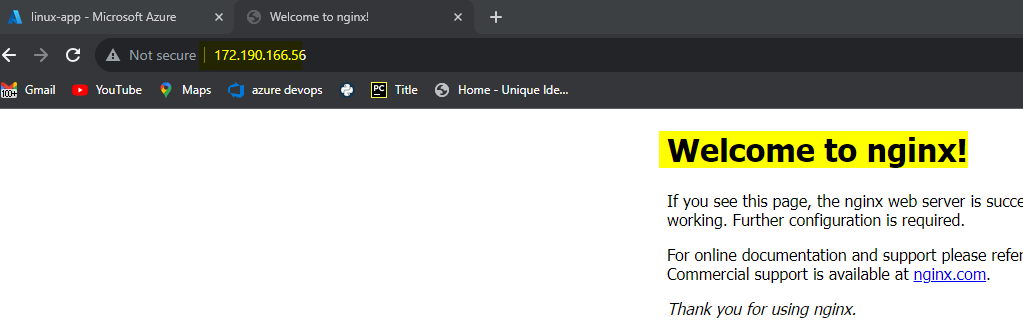 linux-app - Microsoft Azure
Welcome to nginx!
Not secure
172.190.166.56
100+ Gmail YouTube Maps azure devops PC Title Home - Unique Ide...
Welcome to nginx!
If you see this page, the nginx web server is succe
working. Further configuration is required.
For online documentation and support please refer
Commercial support is available at nginx.com.
Thank you for using nginx.